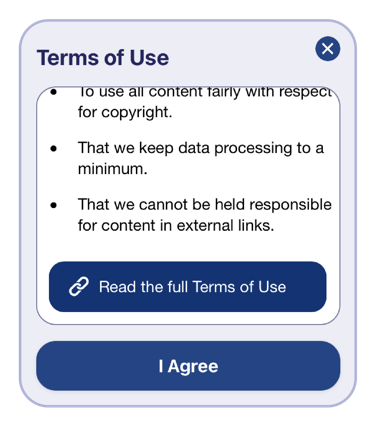 Terms of Use
• To use all content fairly with respect
for copyright.
• That we keep data processing to a
minimum.
• That we cannot be held responsible
for content in external links.
Read the full Terms of Use
I Agree